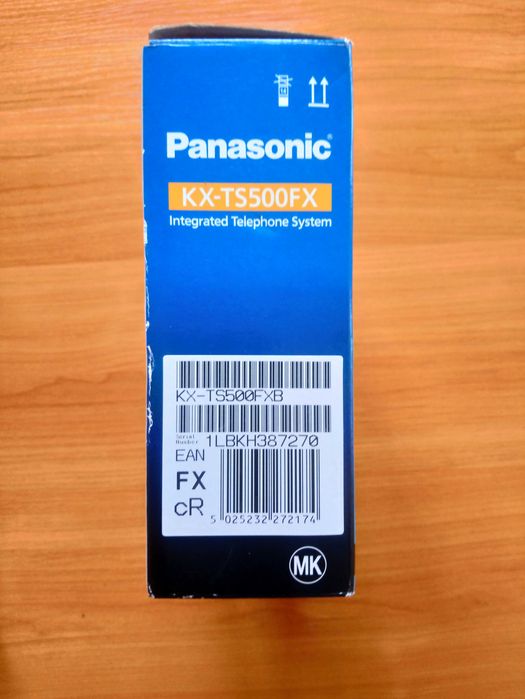 Panasonic®
KX-TS500FX
Integrated Telephone System
KX-TS500FXB
Serial
Number 1LBKH387270
EAN
FX
cR
5 025232 272174
MK